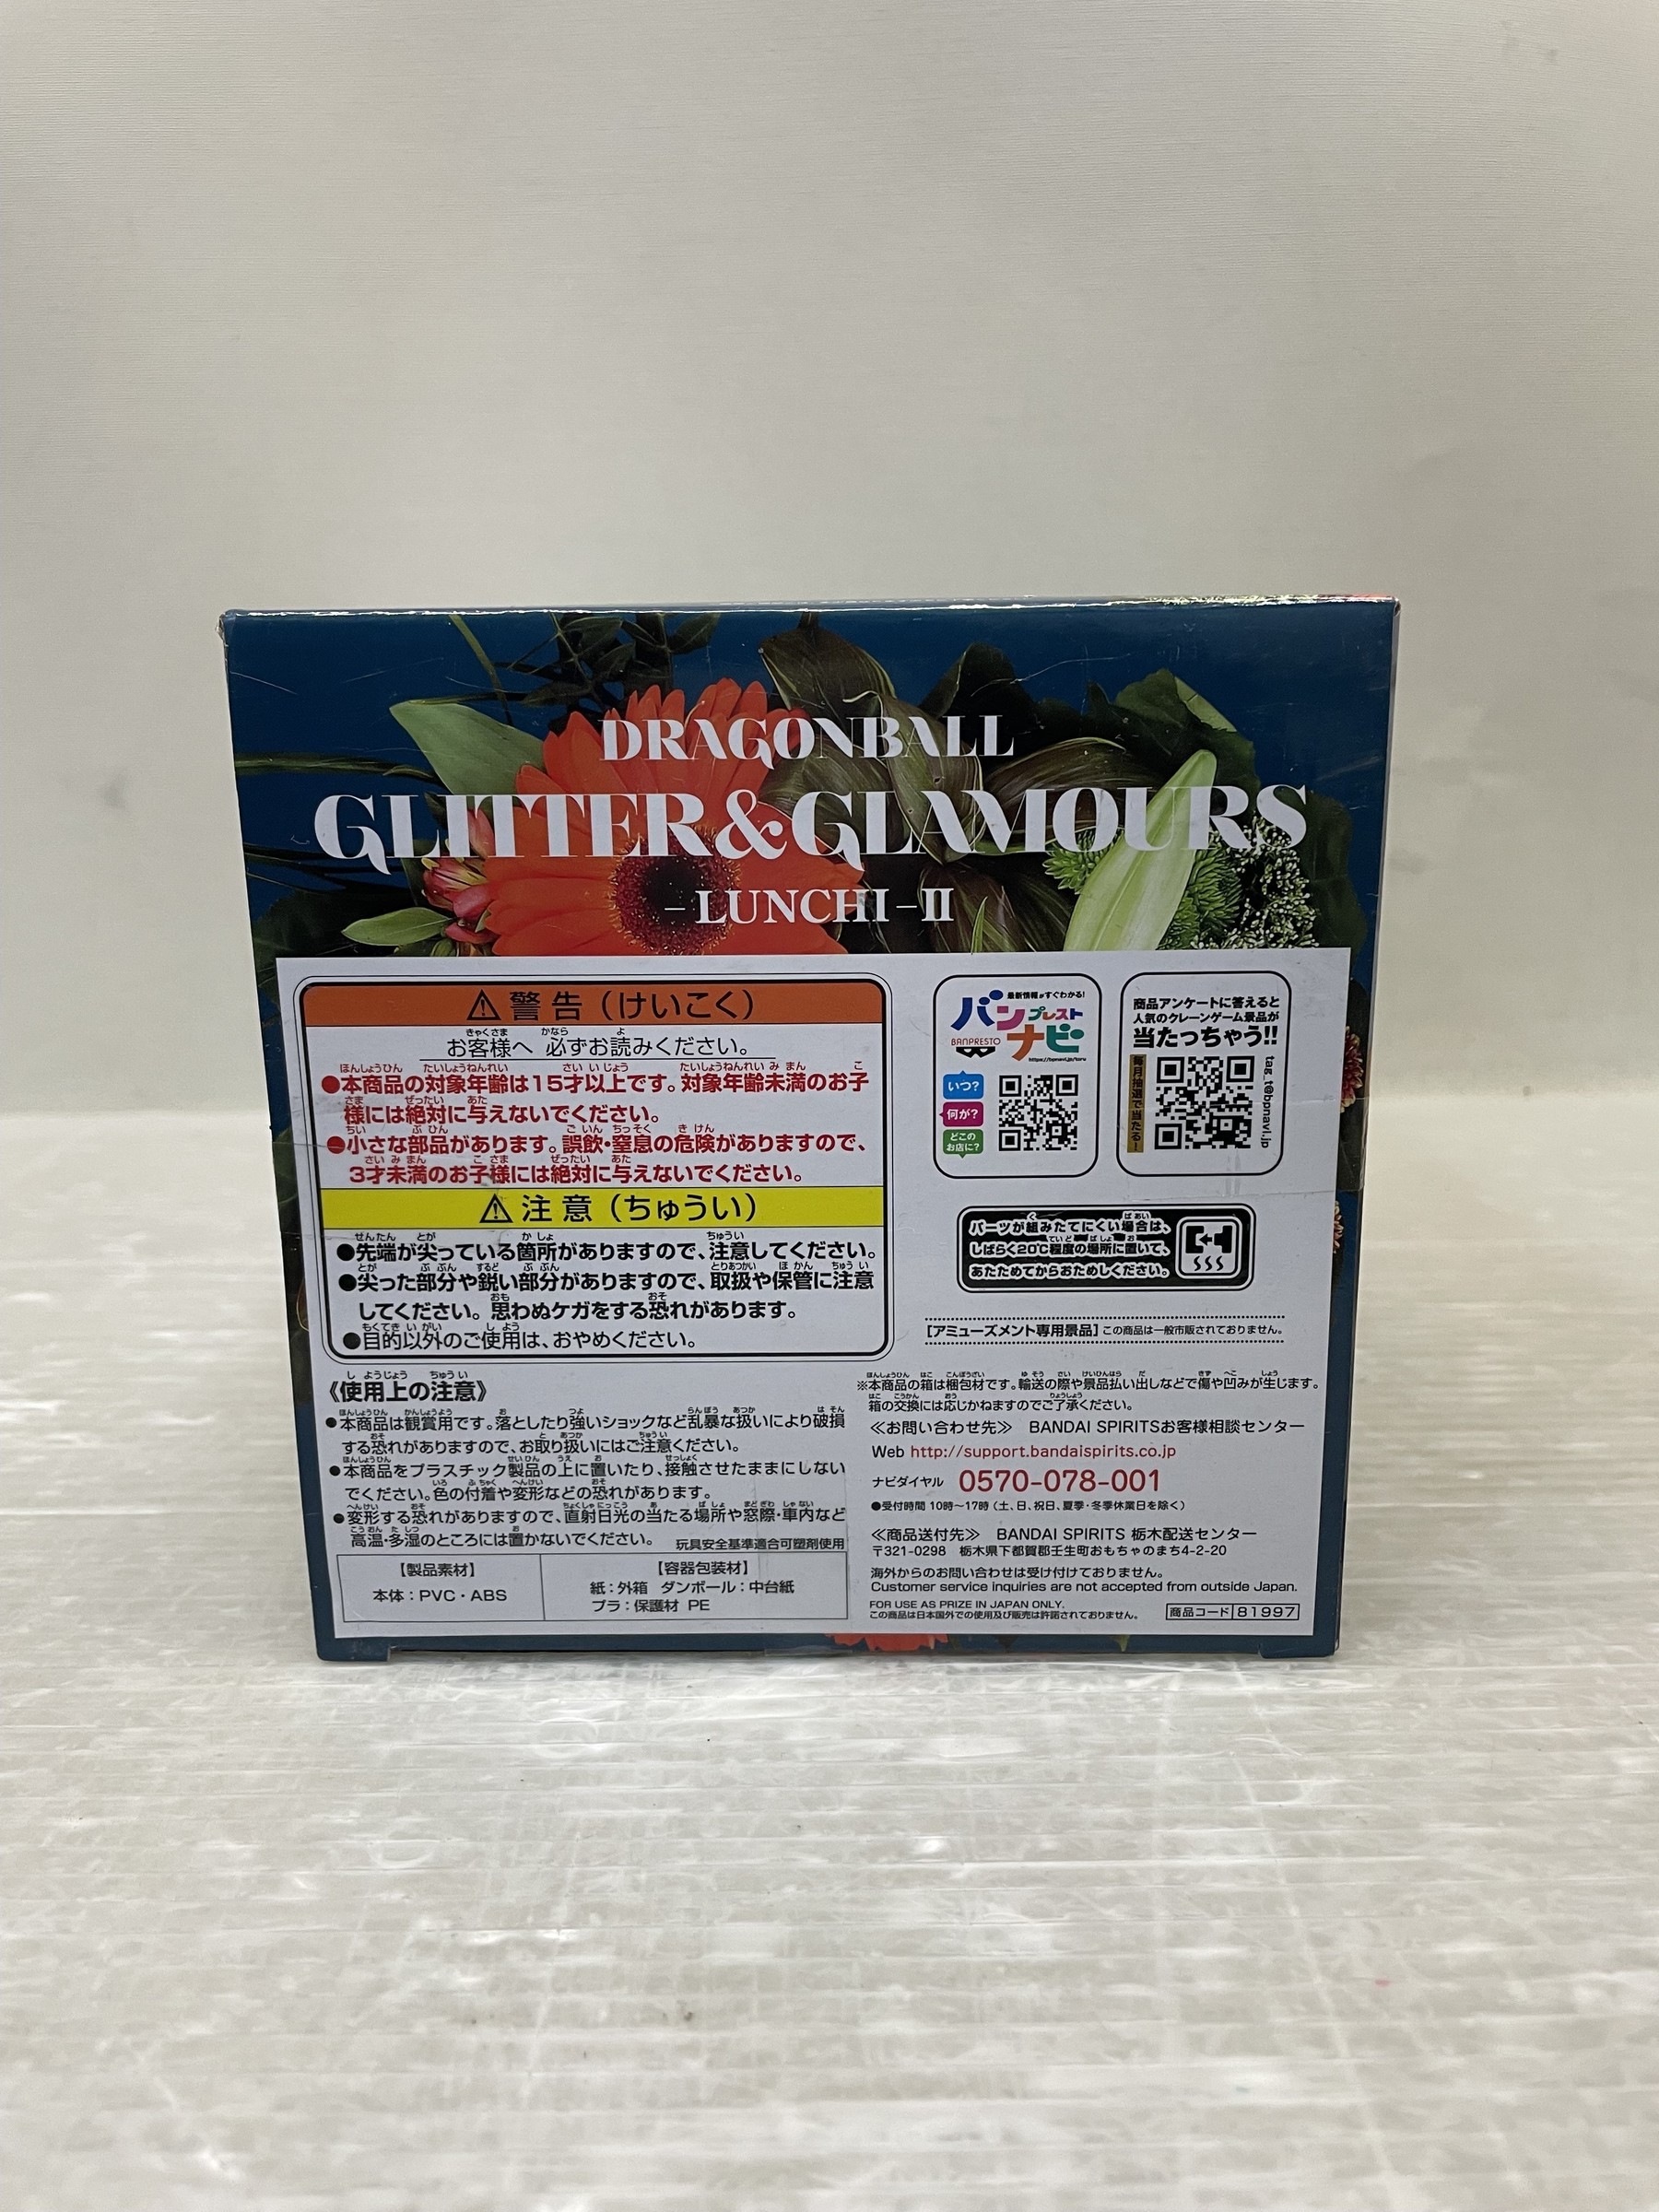 DRAGONBALL
GLITTER&GLAMOURS
-LUNCHI-II
⚠警告（けいこく）
お客様へ 必ずお読みください。
●本商品の対象年齢は15才以上です。対象年齢未満のお子
様には絶対に与えないでください。
●小さな部品があります。誤飲・窒息の危険がありますので、
3才未満のお子様には絶対に与えないでください。
⚠注意（ちゅうい）
●先端が尖っている箇所がありますので、注意してください。
●尖った部分や鋭い部分がありますので、取扱や保管に注意
してください。思わぬケガをする恐れがあります。
●目的以外のご使用は、おやめください。
《使用上の注意》
●本商品は観賞用です。落としたり強いショックなど乱暴な扱いにより破損
する恐れがありますので、お取り扱いにはご注意ください。
●本商品をプラスチック製品の上に置いたり、接触させたままにしない
でください。色の付着や変形などの恐れがあります。
●変形する恐れがありますので、直射日光の当たる場所や窓際・車内など
高温・多湿のところには置かないでください。
玩具安全基準適合可塑剤使用
【製品素材】
本体：PVC・ABS
【容器包装材】
紙：外箱 ダンボール：中台紙
プラ：保護材 PE
最新情報がすぐわかる!
バンプレストナビ
BANPRESTO
https://bpnavi.jp/toru
いつ?
何が?
どこの
お店に?
商品アンケートに答えると
人気のクレーンゲーム景品が
当たっちゃう!!
毎月抽選で当たる!
tag_t@bpnavi.jp
パーツが組みたてにくい場合は、
しばらく20℃程度の場所に置いて、
あたためてからおためしください。
[アミューズメント専用景品] この商品は一般市販されておりません。
※本商品の箱は梱包材です。輸送の際や景品払い出しなどで傷や凹みが生じます。
箱の交換には応じかねますのでご了承ください。
≪お問い合わせ先≫ BANDAI SPIRITSお客様相談センター
Web http://support.bandaispirits.co.jp
ナビダイヤル 0570-078-001
●受付時間 10時〜17時（土、日、祝日、夏季・冬季休業日を除く）
≪商品送付先≫ BANDAI SPIRITS 栃木配送センター
〒321-0298 栃木県下都賀郡壬生町おもちゃのまち4-2-20
海外からのお問い合わせは受け付けておりません。
Customer service inquiries are not accepted from outside Japan.
FOR USE AS PRIZE IN JAPAN ONLY.
この商品は日本国外での使用及び販売は許諾されておりません。
商品コード 81997